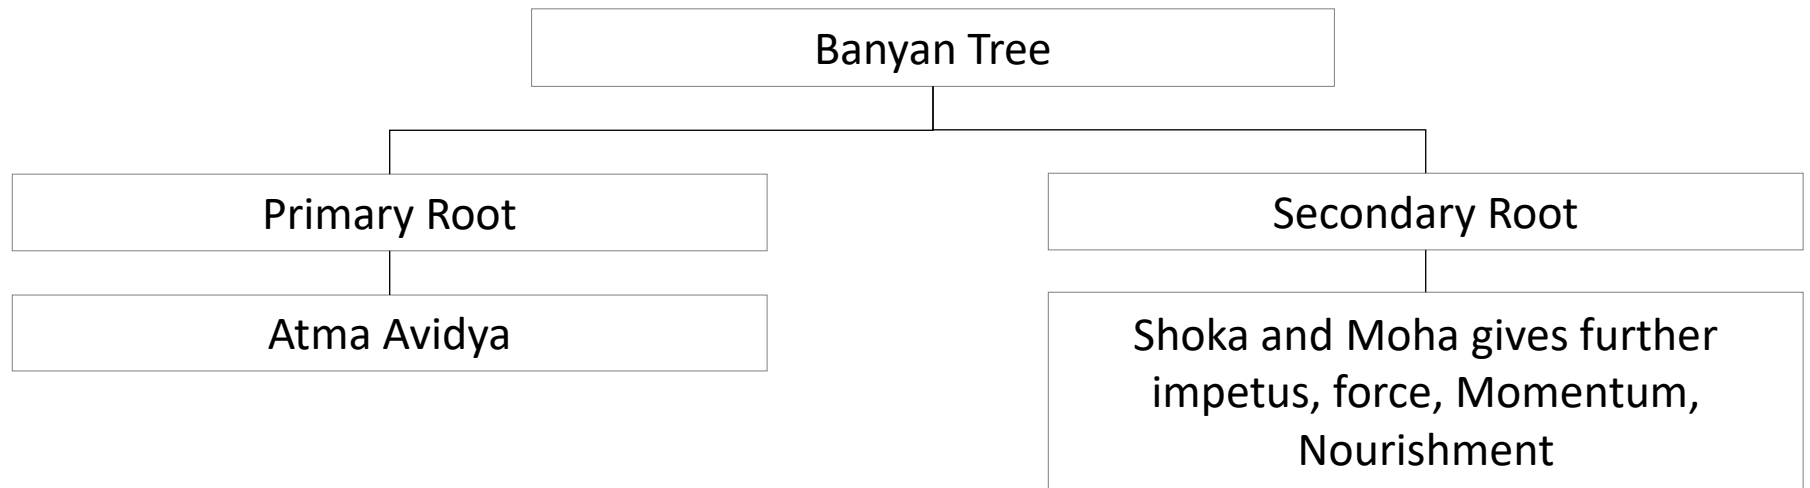 Banyan Tree
Primary Root
Secondary Root
Atma Avidya
Shoka and Moha gives further
impetus, force, Momentum,
Nourishment